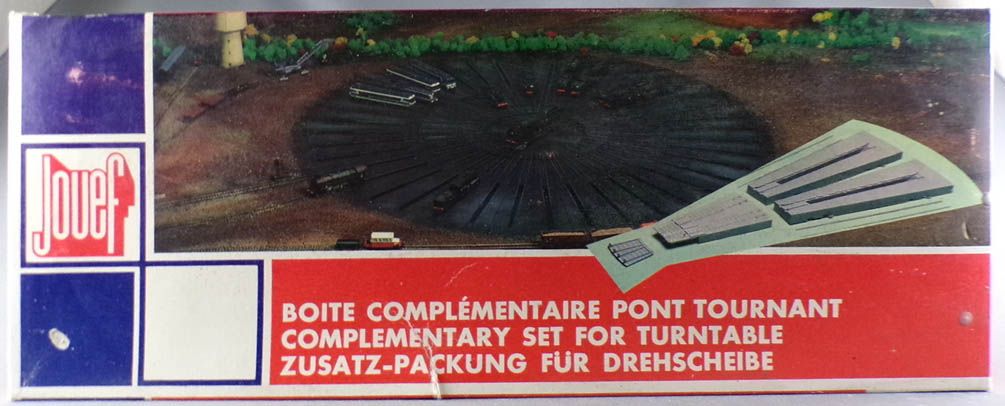 Jouef
BOITE COMPLÉMENTAIRE PONT TOURNANT
COMPLEMENTARY SET FOR TURNTABLE
ZUSATZ-PACKUNG FÜR DREHSCHEIBE